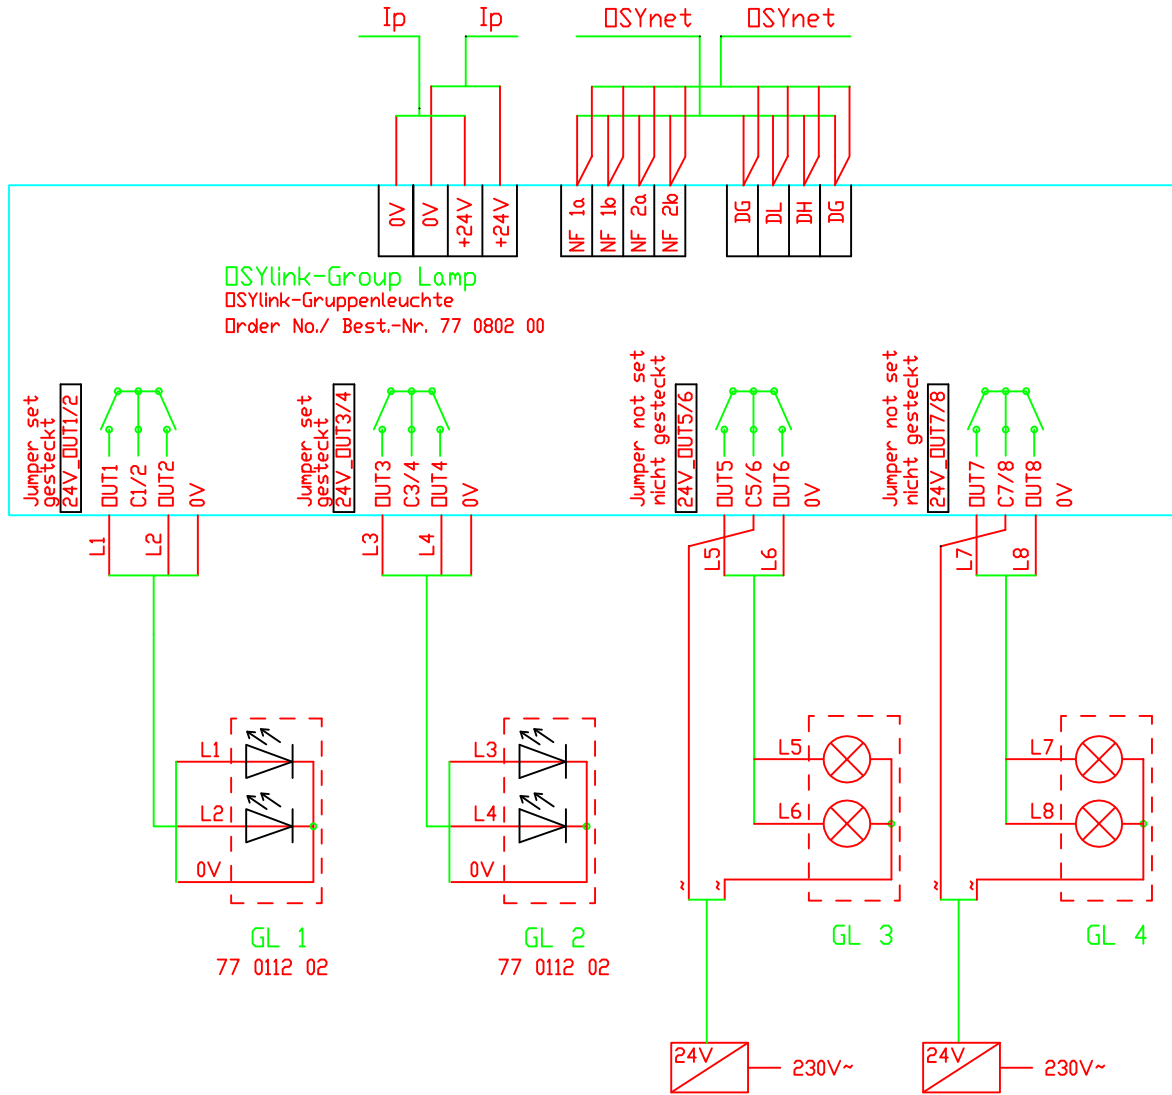 Ip
Ip
OSYnet
OSYnet
0V
0V
+24V
+24V
NF 1a
NF 1b
NF 2a
NF 2b
DG
DL
DH
DG
OSYlink-Group Lamp
OSYlink-Gruppenleuchte
Order No./ Best.-Nr. 77 0802 00
Jumper set
gesteckt
24V_OUT1/2
OUT1
C1/2
OUT2
0V
Jumper set
gesteckt
24V_OUT3/4
OUT3
C3/4
OUT4
0V
Jumper not set
nicht gesteckt
24V_OUT5/6
OUT5
C5/6
OUT6
0V
Jumper not set
nicht gesteckt
24V_OUT7/8
OUT7
C7/8
OUT8
0V
L1
L2
L3
L4
L5
L6
L7
L8
L1
L2
0V
L3
L4
0V
L5
L6
L7
L8
~
~
~
~
GL 1
77 0112 02
GL 2
77 0112 02
GL 3
GL 4
24V
230V~
24V
230V~